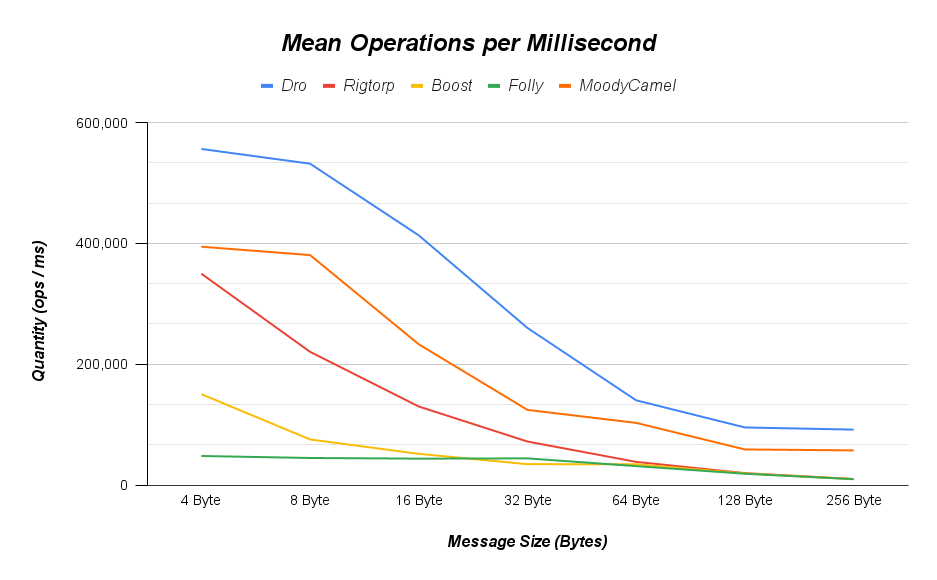 Mean Operations per Millisecond
Dro Rigtorp Boost Folly MoodyCamel
Quantity (ops / ms)
600,000
400,000
200,000
0
4 Byte 8 Byte 16 Byte 32 Byte 64 Byte 128 Byte 256 Byte
Message Size (Bytes)